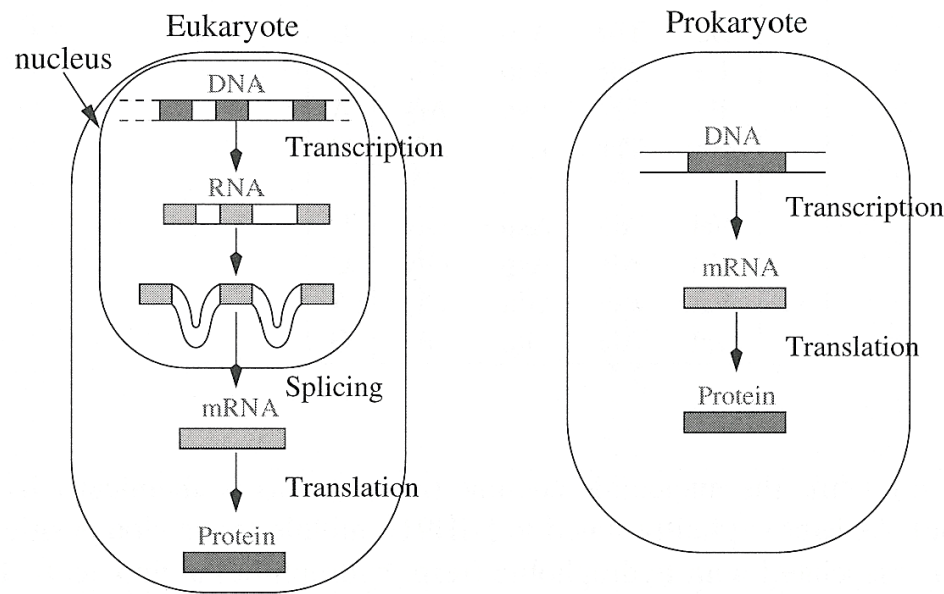 Eukaryote
nucleus
DNA
Transcription
RNA
Splicing
mRNA
Translation
Protein
Prokaryote
DNA
Transcription
mRNA
Translation
Protein